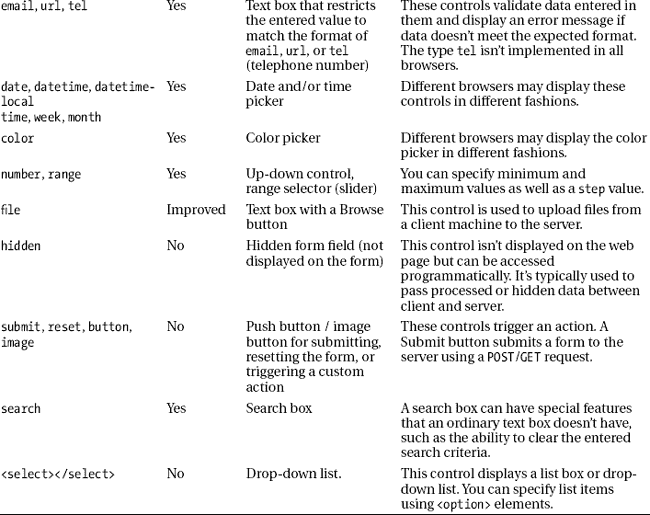 email, url, tel Yes Text box that restricts These controls validate data entered in
the entered value to them and display an error message if
match the format of data doesn't meet the expected format.
email, url, or tel The type tel isn't implemented in all
(telephone number) browsers.
date, datetime, datetime- Yes Date and/or time Different browsers may display these
local picker controls in different fashions.
time, week, month
color Yes Color picker Different browsers may display the color
picker in different fashions.
number, range Yes Up-down control, You can specify minimum and
range selector (slider) maximum values as well as a step value.
file Improved Text box with a Browse This control is used to upload files from
button a client machine to the server.
hidden No Hidden form field (not This control isn't displayed on the web
displayed on the form) page but can be accessed
programmatically. It's typically used to
pass processed or hidden data between
client and server.
submit, reset, button, No Push button / image These controls trigger an action. A
image button for submitting, Submit button submits a form to the
resetting the form, or server using a POST/GET request.
triggering a custom
action
search Yes Search box A search box can have special features
that an ordinary text box doesn't have,
such as the ability to clear the entered
search criteria.
<select></select> No Drop-down list. This control displays a list box or drop-
down list. You can specify list items
using <option> elements.